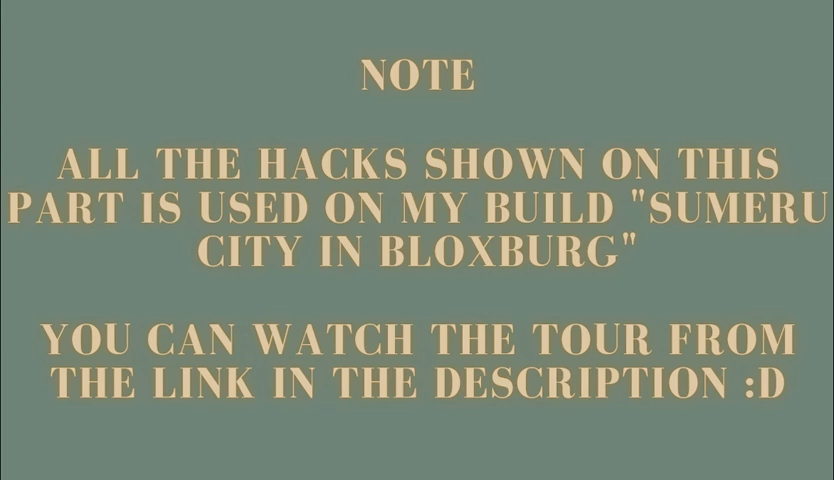 NOTE
ALL THE HACKS SHOWN ON THIS
PART IS USED ON MY BUILD "SUMERU
CITY IN BLOXBURG"
YOU CAN WATCH THE TOUR FROM
THE LINK IN THE DESCRIPTION :D